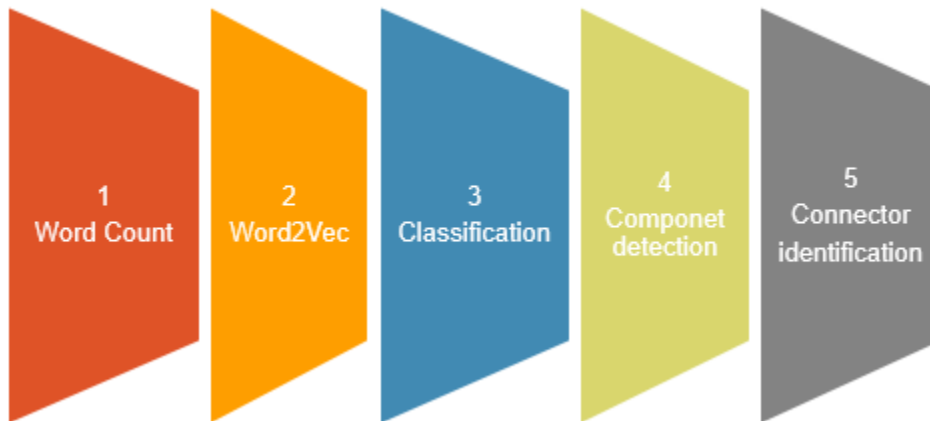 1
Word Count
2
Word2Vec
3
Classification
4
Componet
detection
5
Connector
identification